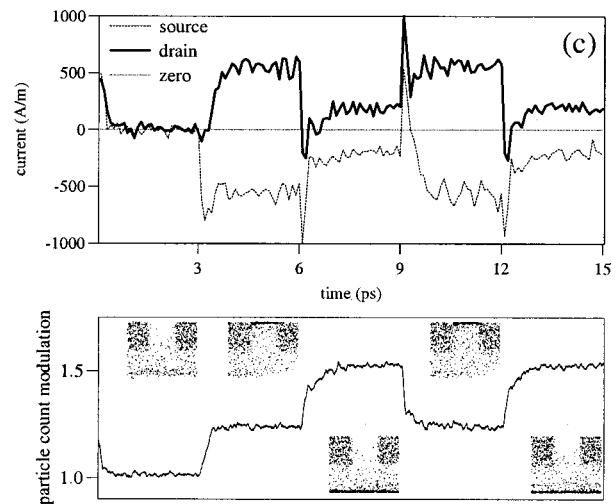 1000
source
drain
zero
(c)
500
0
-500
-1000
current (A/m)
3
6
9
12
15
time (ps)
particle count modulation
1.5
1.0